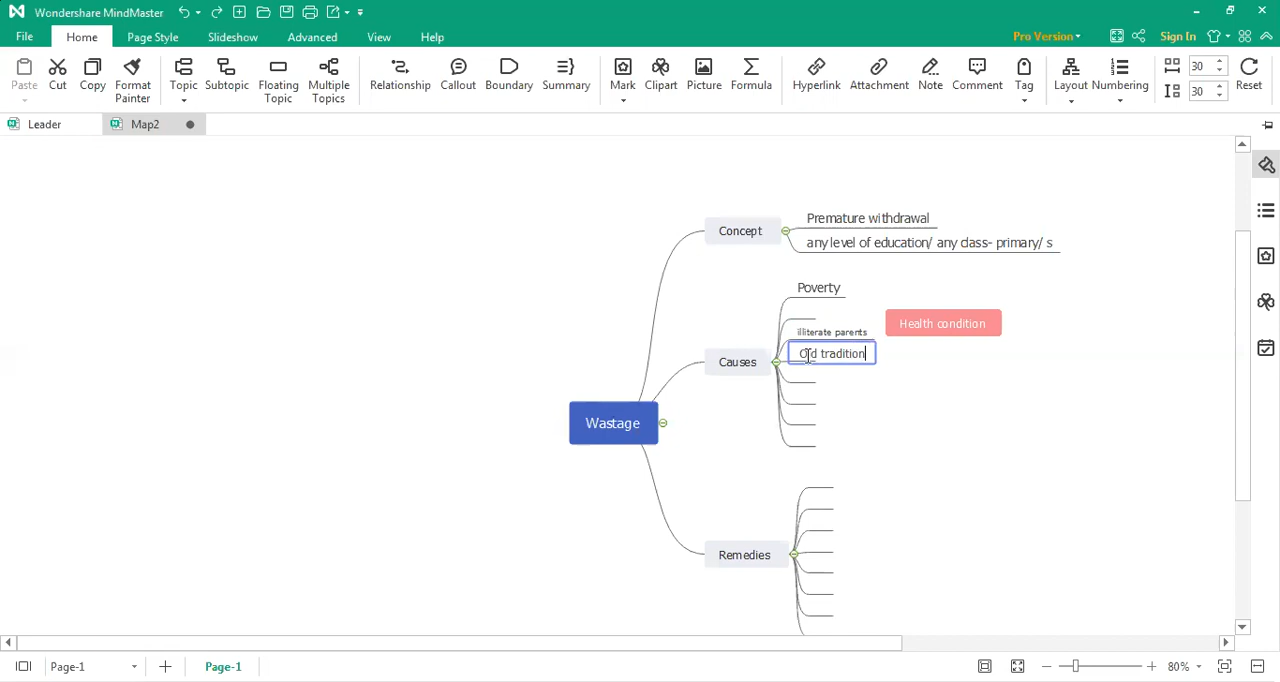 Wondershare MindMaster
File Home Page Style Slideshow Advanced View Help Pro Version Sign In
Paste Cut Copy Format Painter Topic Subtopic Floating Topic Multiple Topics Relationship Callout Boundary Summary Mark Clipart Picture Formula Hyperlink Attachment Note Comment Tag Layout Numbering 30 30 Reset
Leader Map2
Concept
Premature withdrawal
any level of education/ any class- primary/ s
Poverty
Health condition
illiterate parents
Old tradition
Causes
Wastage
Remedies
Page-1 Page-1 80%